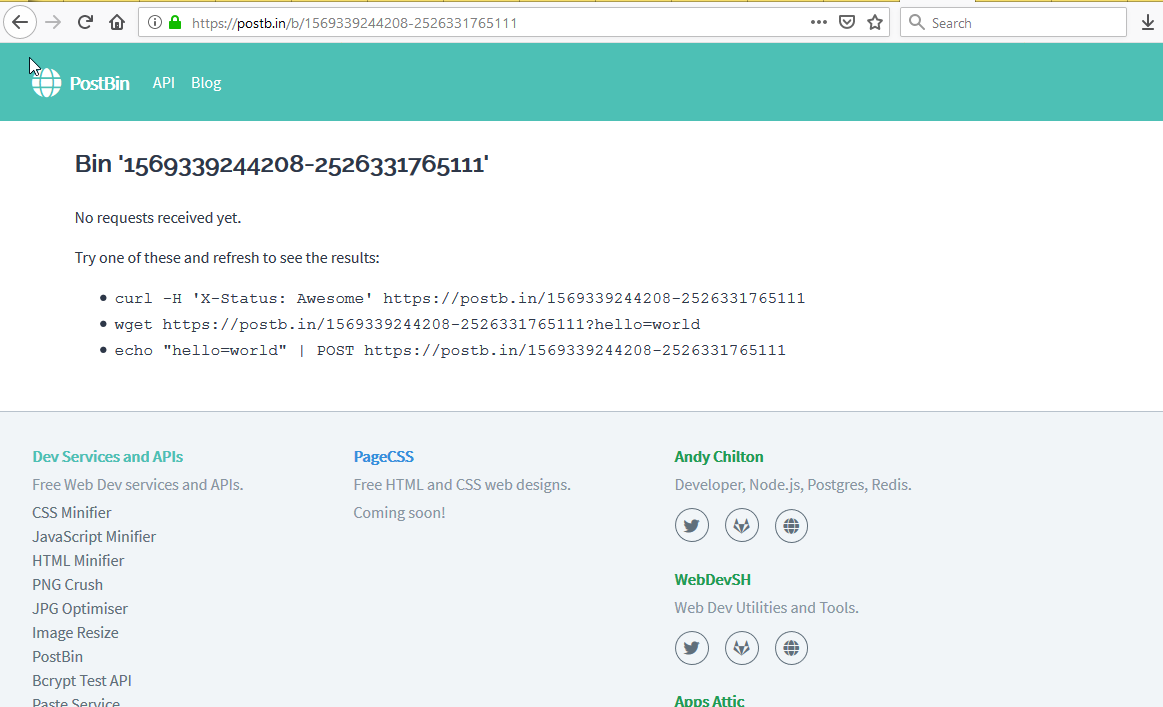 https://postb.in/b/1569339244208-2526331765111
Search
PostBin API Blog
Bin '1569339244208-2526331765111'
No requests received yet.
Try one of these and refresh to see the results:
curl -H 'X-Status: Awesome' https://postb.in/1569339244208-2526331765111
wget https://postb.in/1569339244208-2526331765111?hello=world
echo "hello=world" | POST https://postb.in/1569339244208-2526331765111
Dev Services and APIs
Free Web Dev services and APIs.
CSS Minifier
JavaScript Minifier
HTML Minifier
PNG Crush
JPG Optimiser
Image Resize
PostBin
Bcrypt Test API
Paste Service
PageCSS
Free HTML and CSS web designs.
Coming soon!
Andy Chilton
Developer, Node.js, Postgres, Redis.
WebDevSH
Web Dev Utilities and Tools.
Apps Attic